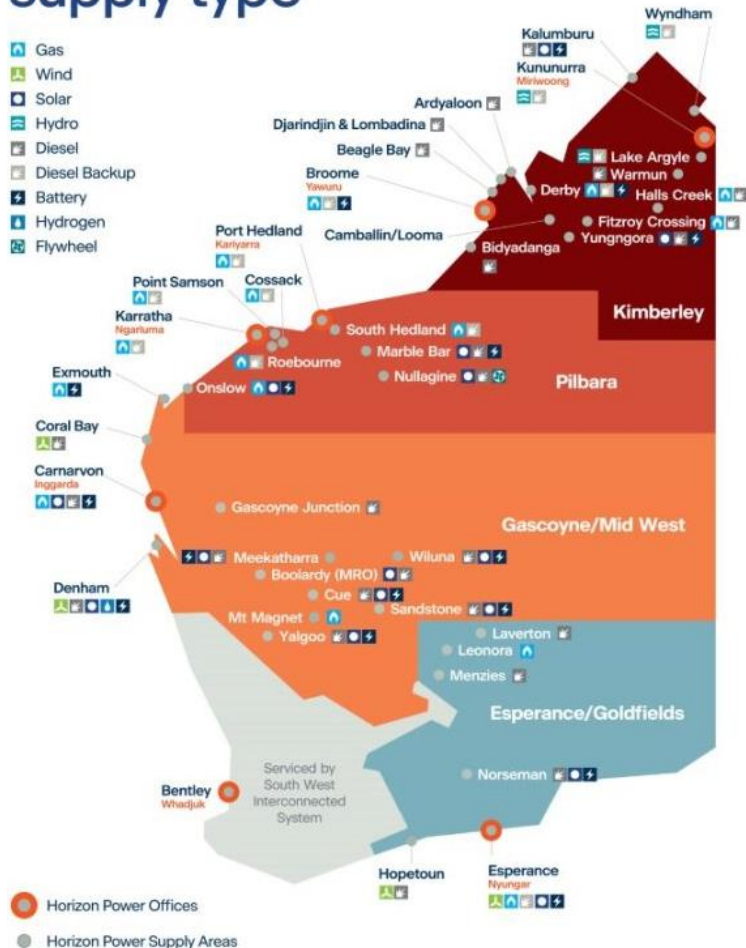 supply type
Gas
Wind
Solar
Hydro
Diesel
Diesel Backup
Battery
Hydrogen
Flywheel
Wyndham
Kalumburu
Kununurra
Miriwoong
Ardyaloon
Djarindjin & Lombadina
Beagle Bay
Broome
Yawuru
Lake Argyle
Warmun
Derby
Halls Creek
Camballin/Looma
Fitzroy Crossing
Yungngora
Bidyadanga
Kimberley
Port Hedland
Kariyarra
Point Samson
Cossack
Karratha
Ngarluma
South Hedland
Roebourne
Marble Bar
Nullagine
Pilbara
Exmouth
Onslow
Coral Bay
Carnarvon
Inggarda
Gascoyne Junction
Gascoyne/Mid West
Meekatharra
Wiluna
Boolardy (MRO)
Denham
Cue
Sandstone
Mt Magnet
Yalgoo
Laverton
Leonora
Menzies
Esperance/Goldfields
Serviced by
South West
Interconnected
System
Norseman
Bentley
Whadjuk
Hopetoun
Esperance
Nyungar
Horizon Power Offices
Horizon Power Supply Areas